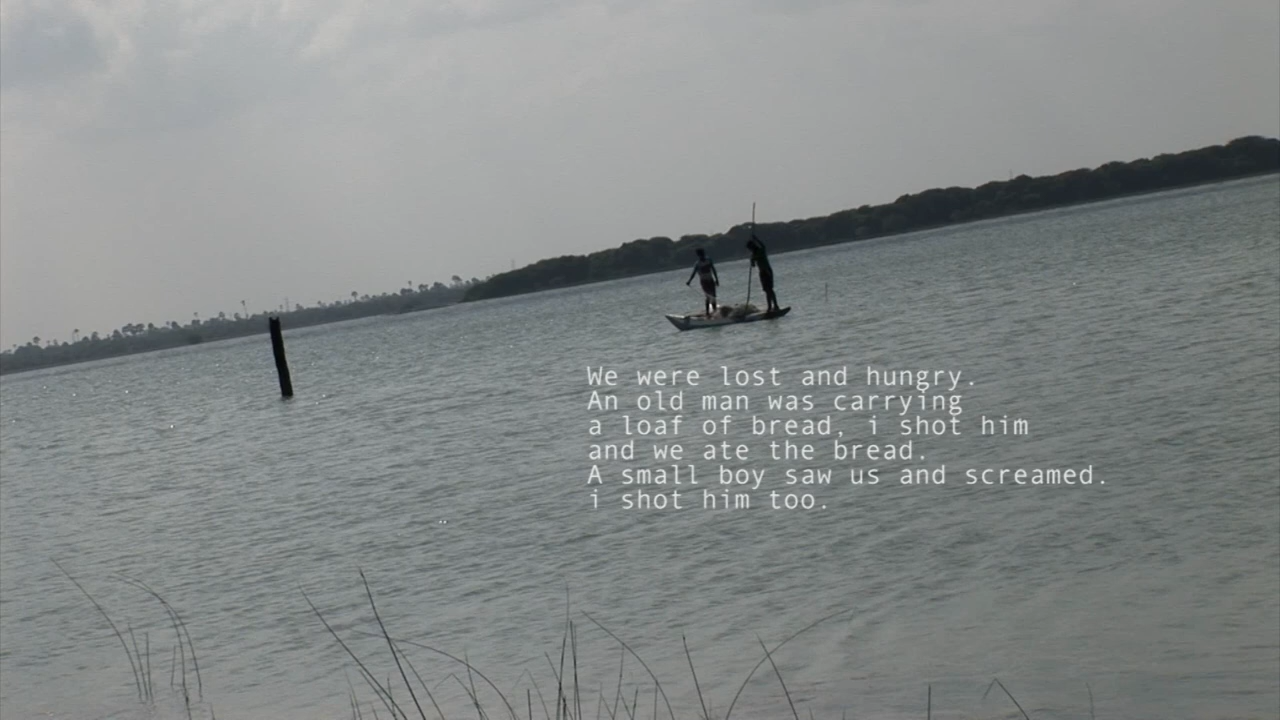 We were lost and hungry.
An old man was carrying
a loaf of bread, i shot him
and we ate the bread.
A small boy saw us and screamed.
i shot him too.